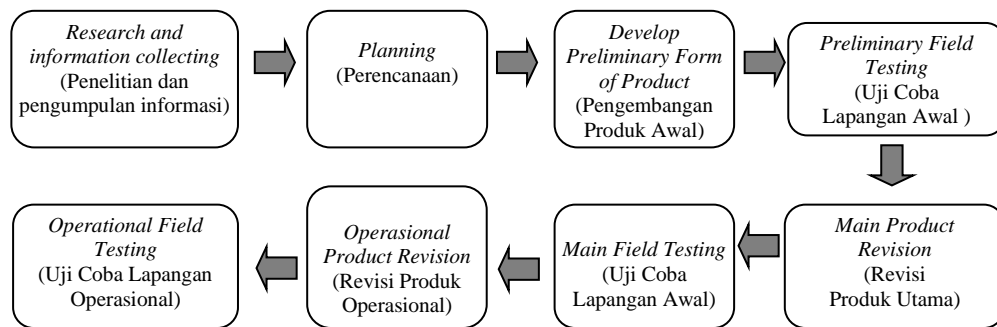 Research and
information collecting
(Penelitian dan
pengumpulan informasi)
Planning
(Perencanaan)
Develop
Preliminary Form
of Product
(Pengembangan
Produk Awal)
Preliminary Field
Testing
(Uji Coba
Lapangan Awal )
Main Product
Revision
(Revisi
Produk Utama)
Main Field Testing
(Uji Coba
Lapangan Awal)
Operasional
Product Revision
(Revisi Produk
Operasional)
Operational Field
Testing
(Uji Coba Lapangan
Operasional)